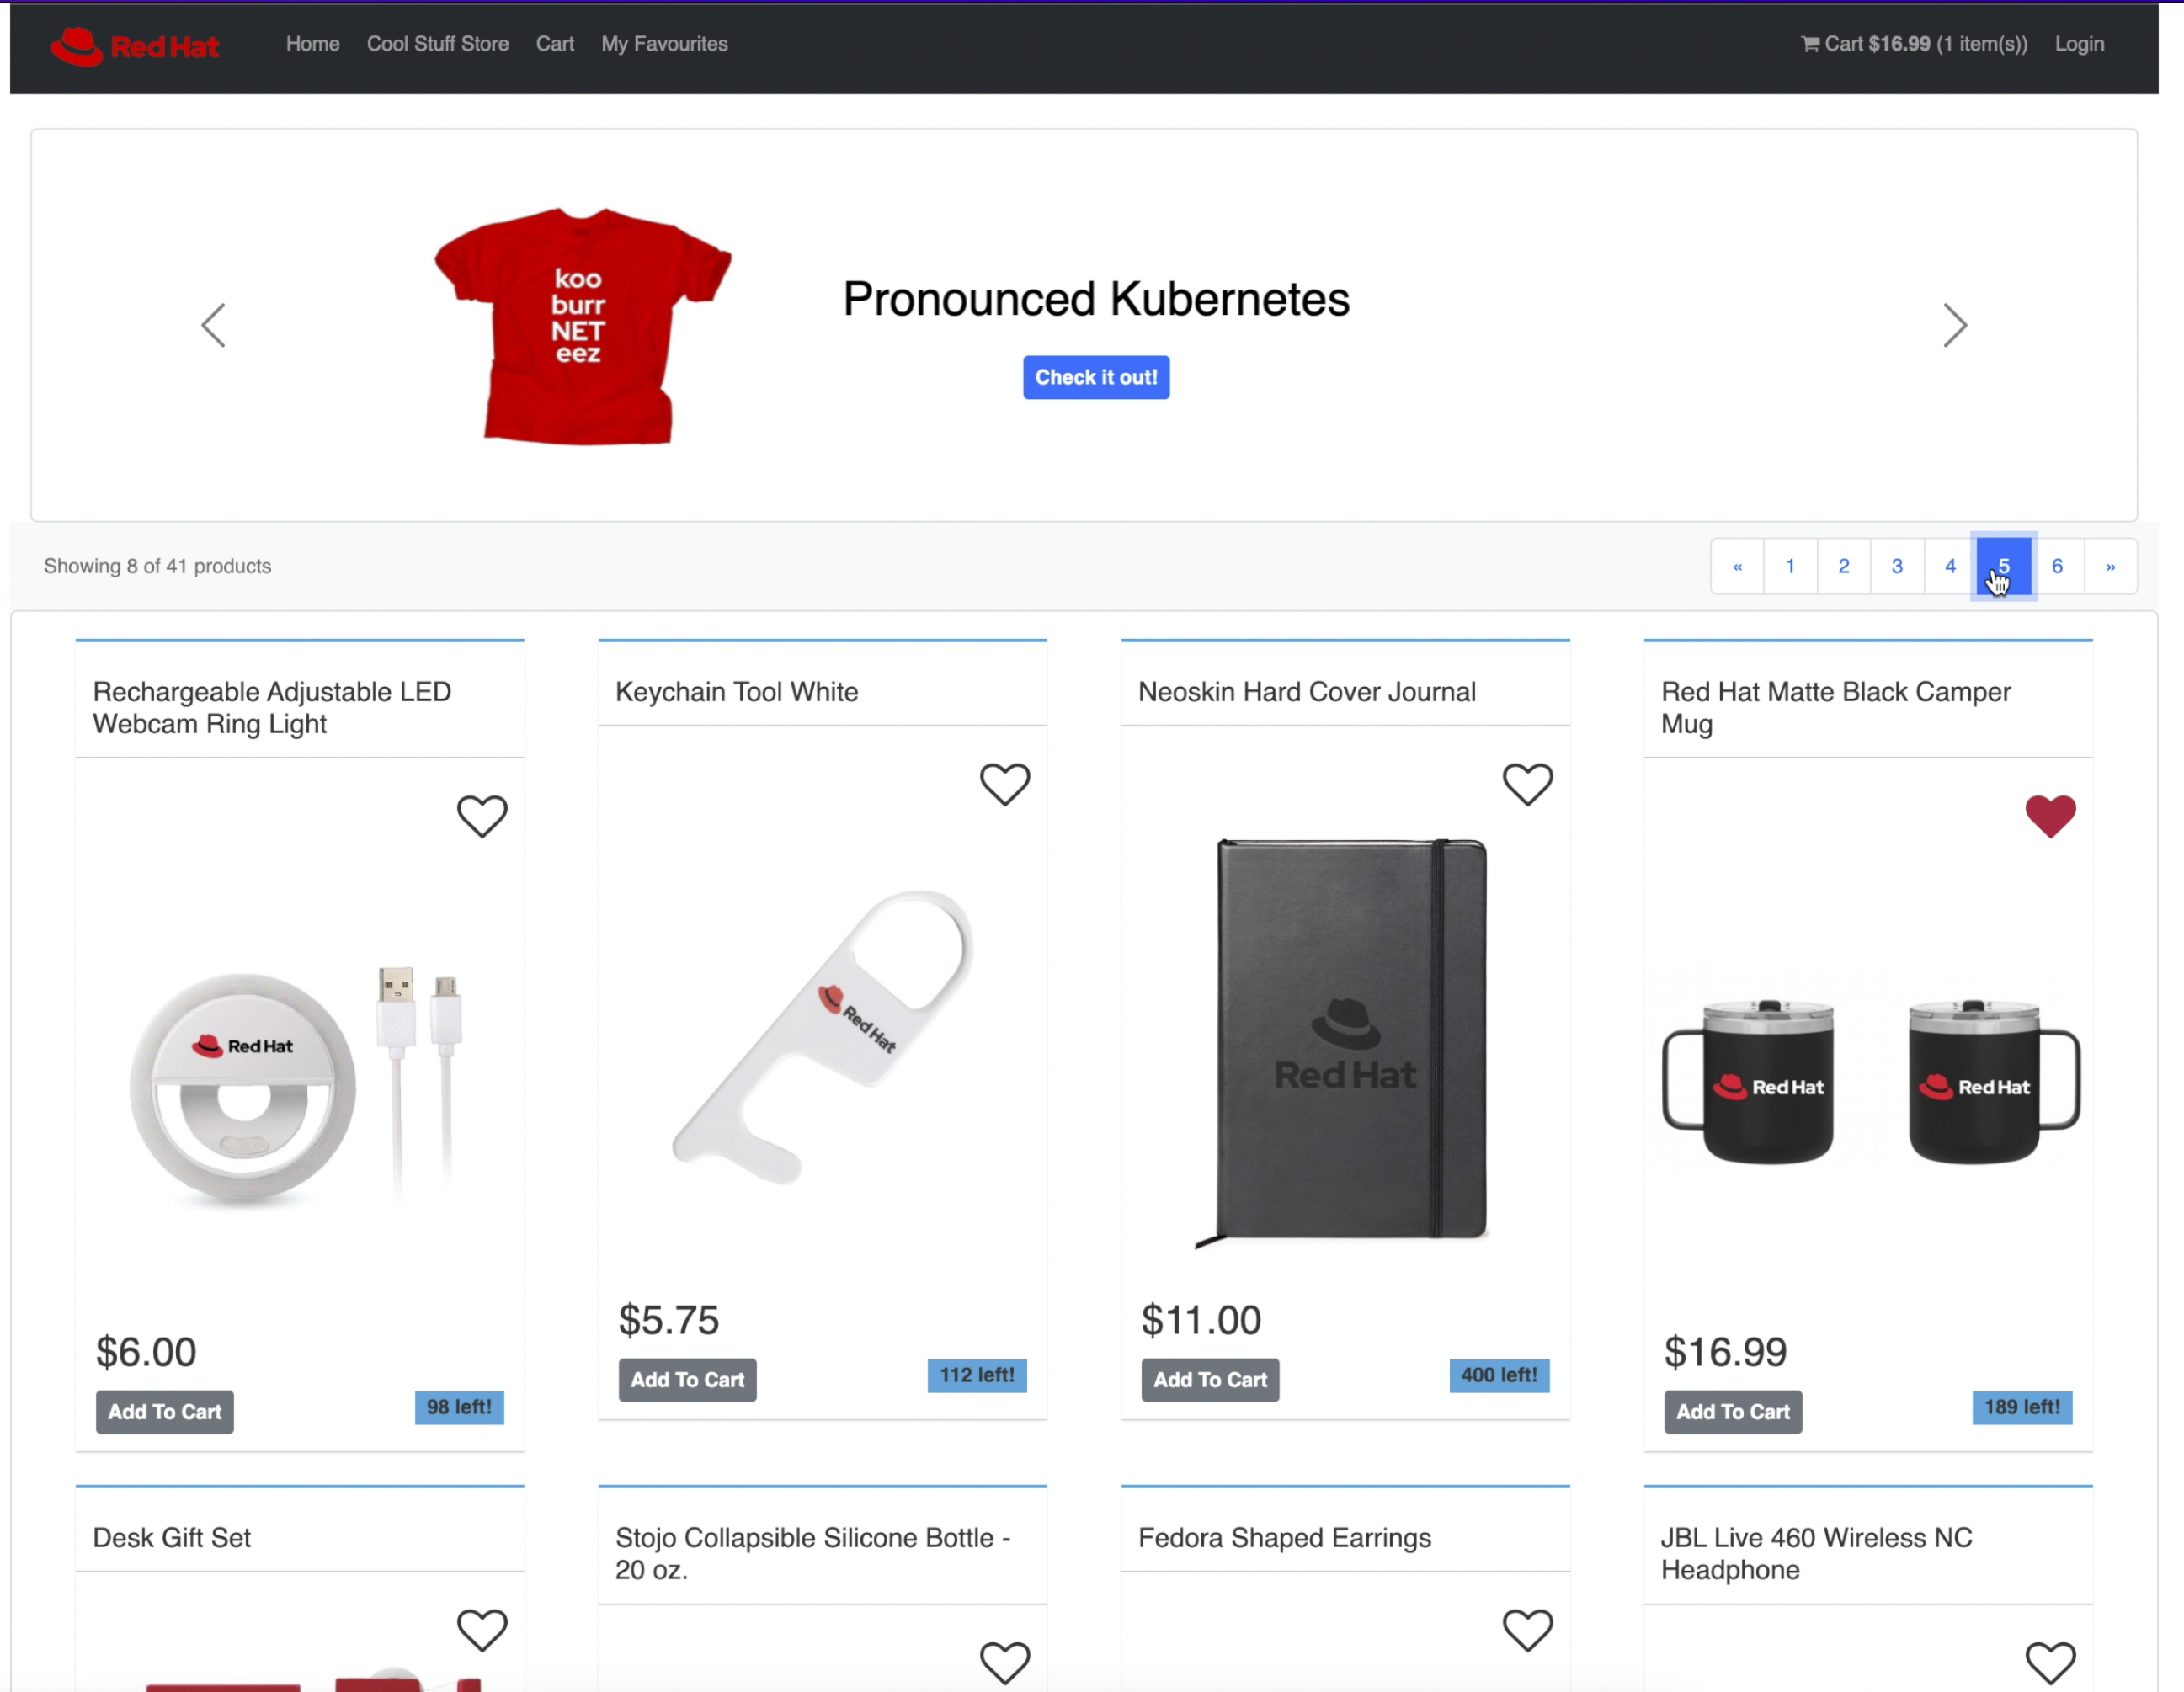 Red Hat
Home
Cool Stuff Store
Cart
My Favourites
Cart $16.99 (1 item(s))
Login
koo
burr
NET
eez
Pronounced Kubernetes
Check it out!
Showing 8 of 41 products
« 1 2 3 4 5 6 »
Rechargeable Adjustable LED
Webcam Ring Light
Red Hat
$6.00
Add To Cart
98 left!
Keychain Tool White
Red Hat
$5.75
Add To Cart
112 left!
Neoskin Hard Cover Journal
Red Hat
$11.00
Add To Cart
400 left!
Red Hat Matte Black Camper
Mug
Red Hat
Red Hat
$16.99
Add To Cart
189 left!
Desk Gift Set
Stojo Collapsible Silicone Bottle -
20 oz.
Fedora Shaped Earrings
JBL Live 460 Wireless NC
Headphone